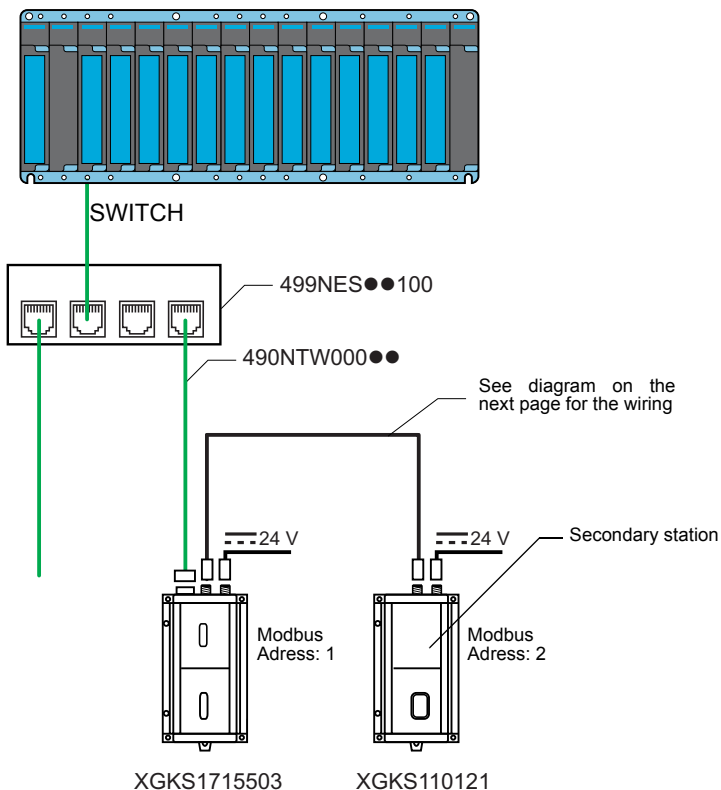 SWITCH
499NES●●100
490NTW000●●
See diagram on the
next page for the wiring
24 V
24 V
Secondary station
Modbus
Adress: 1
Modbus
Adress: 2
XGKS1715503
XGKS110121